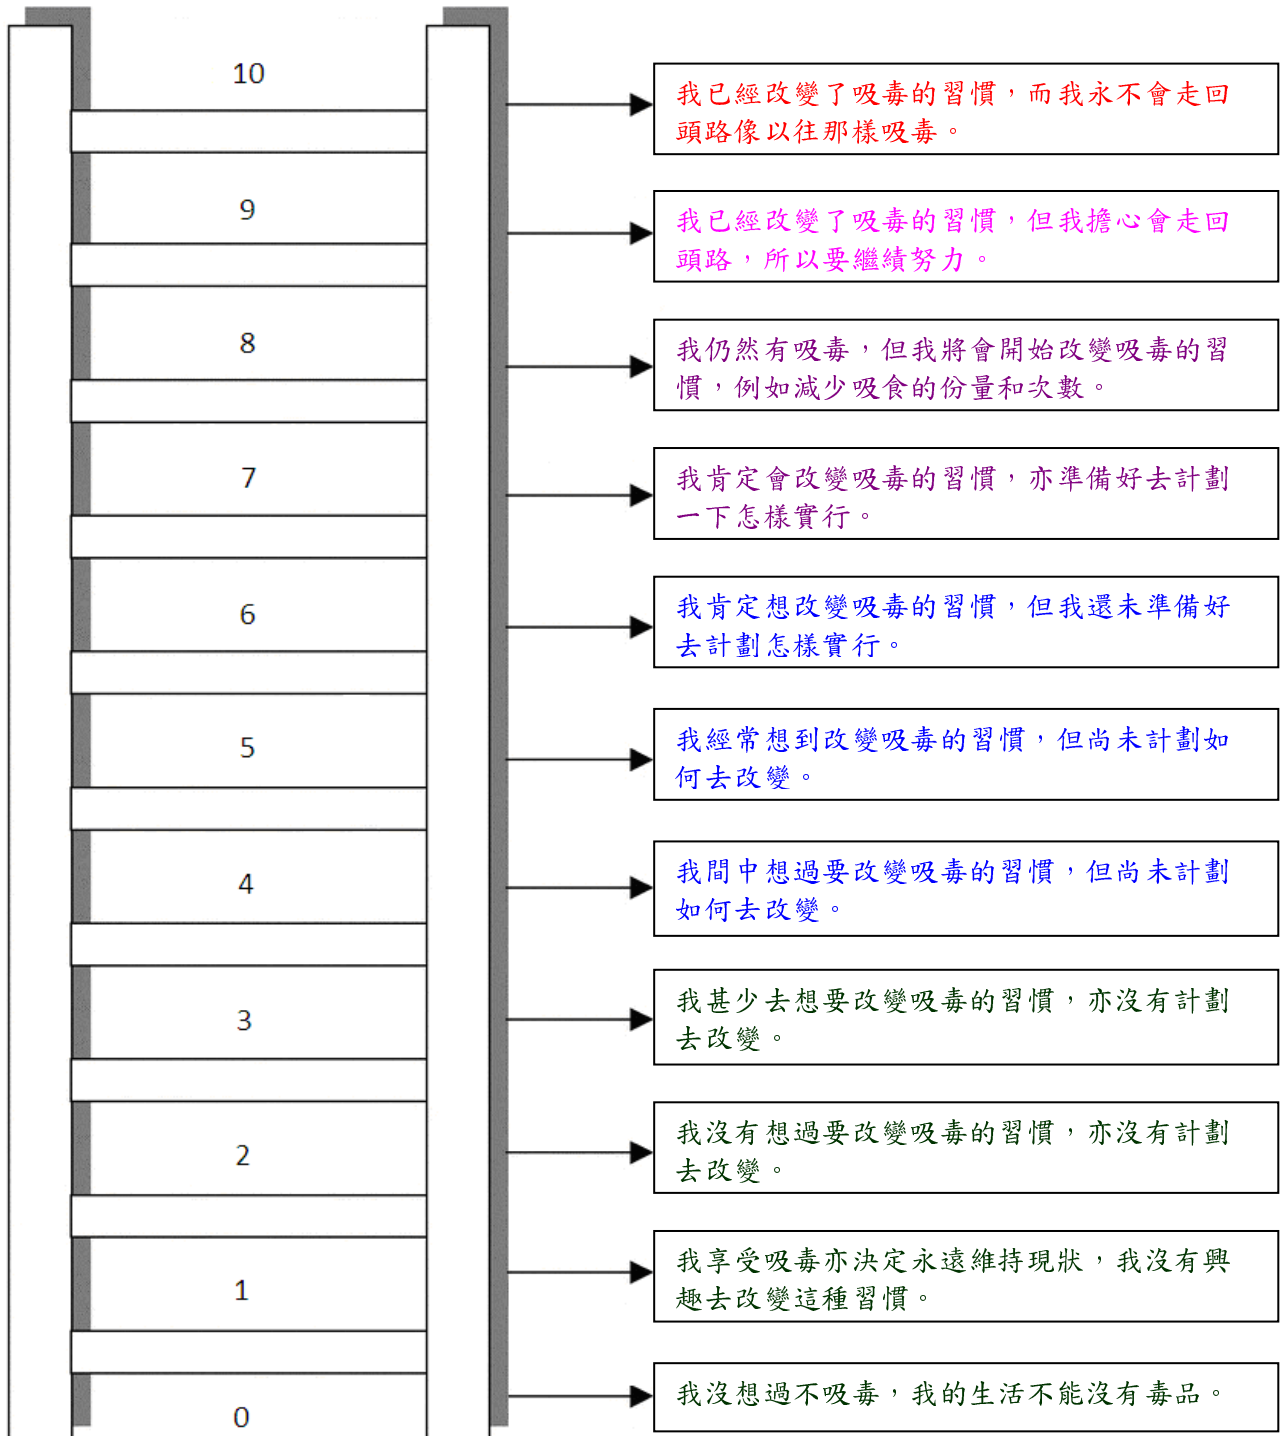 10
我已經改變了吸毒的習慣，而我永不會走回
頭路像以往那樣吸毒。
9
我已經改變了吸毒的習慣，但我擔心會走回
頭路，所以要繼續努力。
8
我仍然有吸毒，但我將會開始改變吸毒的習
慣，例如減少吸食的份量和次數。
7
我肯定會改變吸毒的習慣，亦準備好去計劃
一下怎樣實行。
6
我肯定想改變吸毒的習慣，但我還未準備好
去計劃怎樣實行。
5
我經常想到改變吸毒的習慣，但尚未計劃如
何去改變。
4
我間中想過要改變吸毒的習慣，但尚未計劃
如何去改變。
3
我甚少去想要改變吸毒的習慣，亦沒有計劃
去改變。
2
我沒有想過要改變吸毒的習慣，亦沒有計劃
去改變。
1
我享受吸毒亦決定永遠維持現狀，我沒有興
趣去改變這種習慣。
0
我沒想過不吸毒，我的生活不能沒有毒品。